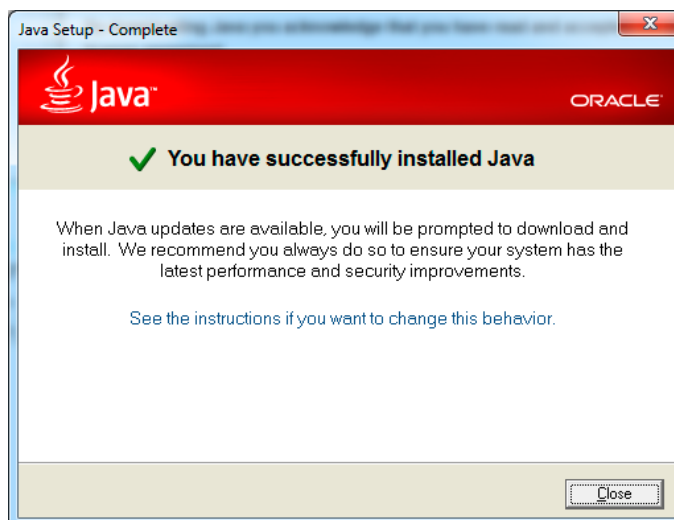 Java Setup - Complete
Java™
ORACLE
You have successfully installed Java
When Java updates are available, you will be prompted to download and
install. We recommend you always do so to ensure your system has the
latest performance and security improvements.
See the instructions if you want to change this behavior.
Close